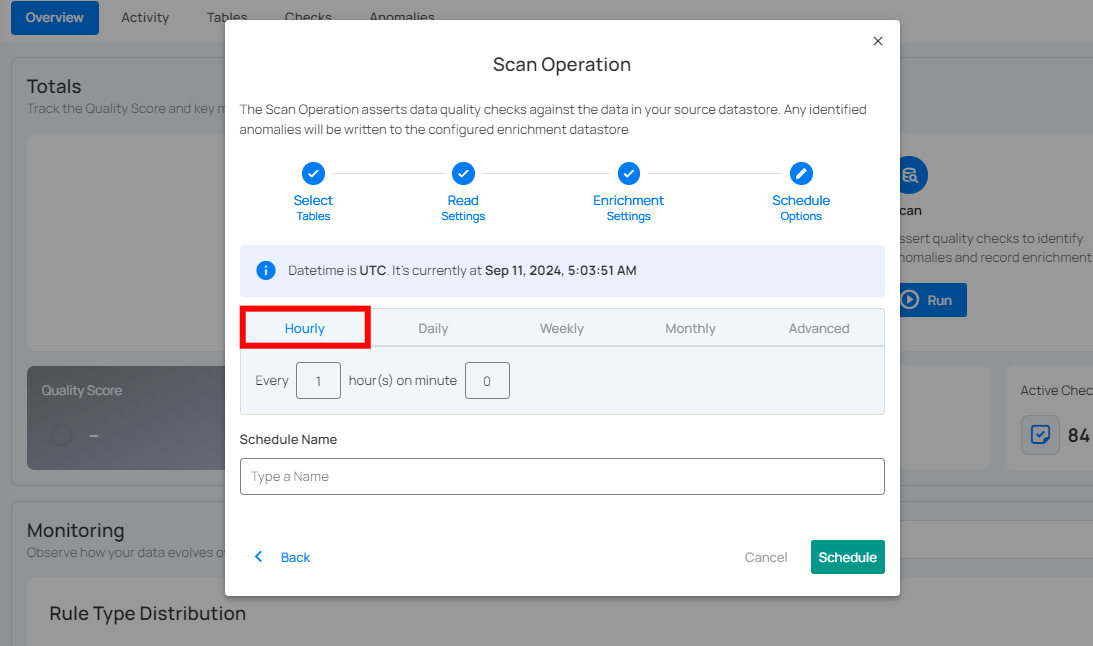 Overview
Activity
Tables
Checks
Anomalies
Scan Operation
The Scan Operation asserts data quality checks against the data in your source datastore. Any identified
anomalies will be written to the configured enrichment datastore
Select
Tables
Read
Settings
Enrichment
Settings
Schedule
Options
Datetime is UTC. It's currently at Sep 11, 2024, 5:03:51 AM
Hourly
Daily
Weekly
Monthly
Advanced
Every 1 hour(s) on minute 0
Schedule Name
Type a Name
Back
Cancel
Schedule
Totals
Track the Quality Score and key m
Quality Score
–
can
ssert quality checks to identify
nomalies and record enrichment
Run
Active Chec
84
Monitoring
Observe how your data evolves o
Rule Type Distribution